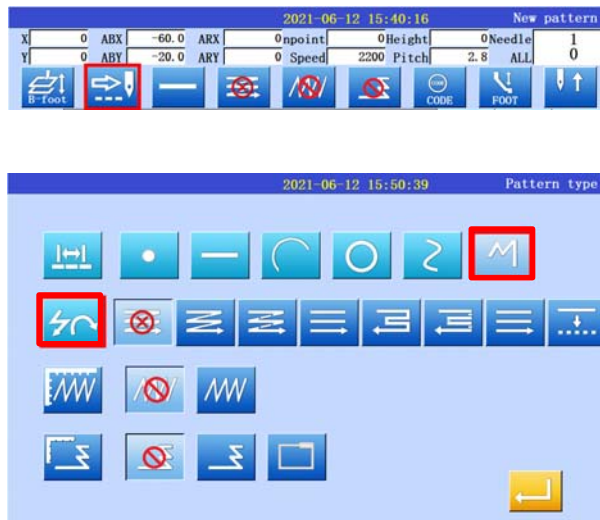 2021-06-12 15:40:16 New pattern
X 0 ABX -60.0 ARX 0 npoint 0 Height 0 Needle 1
Y 0 ABY -20.0 ARY 0 Speed 2200 Pitch 2.8 ALL 0
B-foot CODE CODE FOOT
2021-06-12 15:50:39 Pattern type